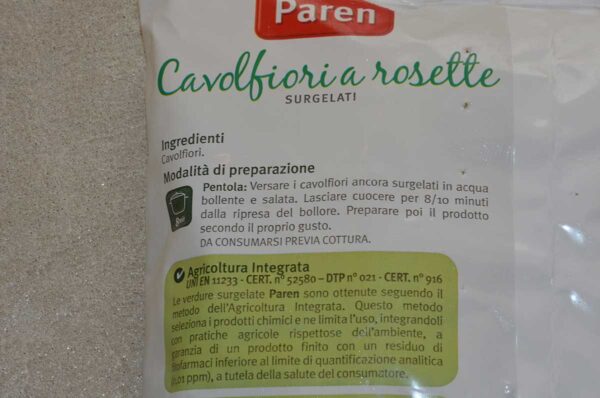 Paren
Cavolfiori a rosette
SURGELATI
Ingredienti
Cavolfiori.
Modalità di preparazione
Pentola: Versare i cavolfiori ancora surgelati in acqua
bollente e salata. Lasciare cuocere per 8/10 minuti
dalla ripresa del bollore. Preparare poi il prodotto
secondo il proprio gusto.
DA CONSUMARSI PREVIA COTTURA.
Agricoltura Integrata
UNI EN 11233 - CERT. n° 52580 – DTP n° 021 - CERT. n° 916
Le verdure surgelate Paren sono ottenute seguendo il
metodo dell'Agricoltura Integrata. Questo metodo
seleziona i prodotti chimici e ne limita l'uso, integrandoli
con pratiche agricole rispettose dell'ambiente, a
garanzia di un prodotto finito con un residuo di
fitofarmaci inferiore al limite di quantificazione analitica
(0,01 ppm), a tutela della salute del consumatore.